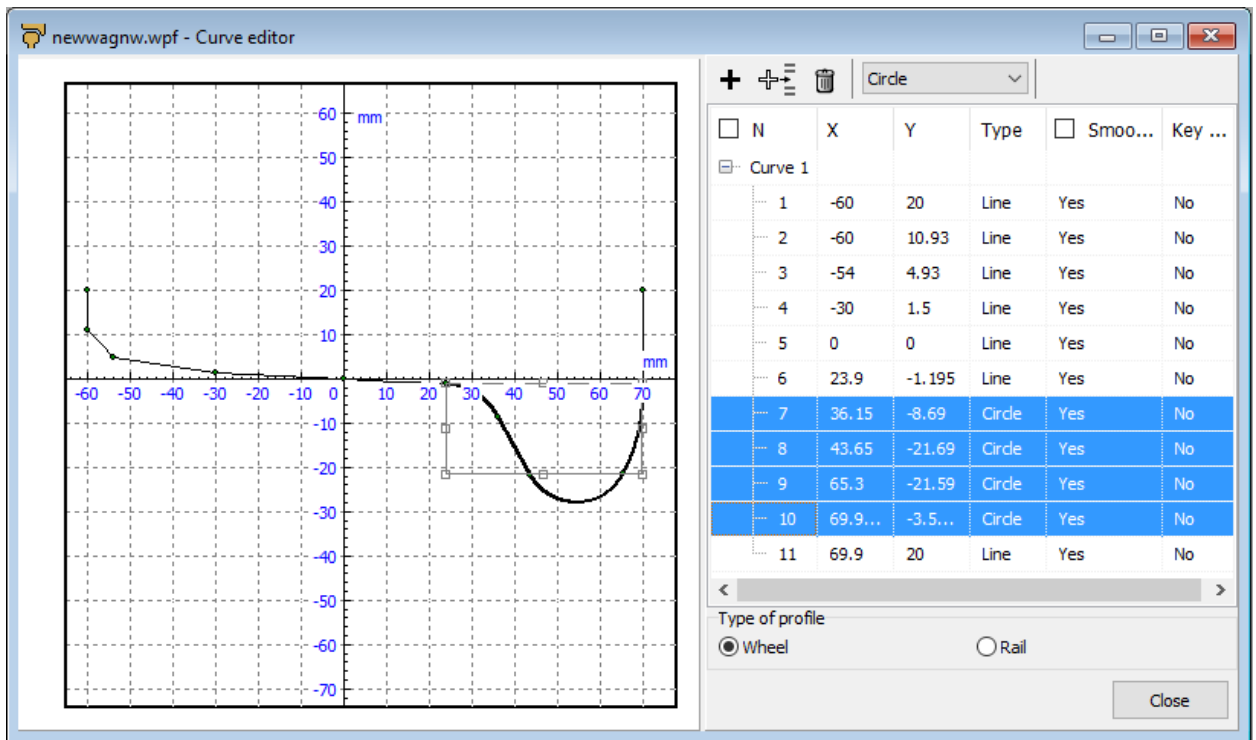 newwagnw.wpf - Curve editor
60 mm
50
40
30
20
10
mm
-60 -50 -40 -30 -20 -10 0 10 20 30 40 50 60 70
-10
-20
-30
-40
-50
-60
-70
Circle
N X Y Type Smoo... Key ...
Curve 1
1 -60 20 Line Yes No
2 -60 10.93 Line Yes No
3 -54 4.93 Line Yes No
4 -30 1.5 Line Yes No
5 0 0 Line Yes No
6 23.9 -1.195 Line Yes No
7 36.15 -8.69 Circle Yes No
8 43.65 -21.69 Circle Yes No
9 65.3 -21.59 Circle Yes No
10 69.9... -3.5... Circle Yes No
11 69.9 20 Line Yes No
Type of profile
Wheel Rail
Close